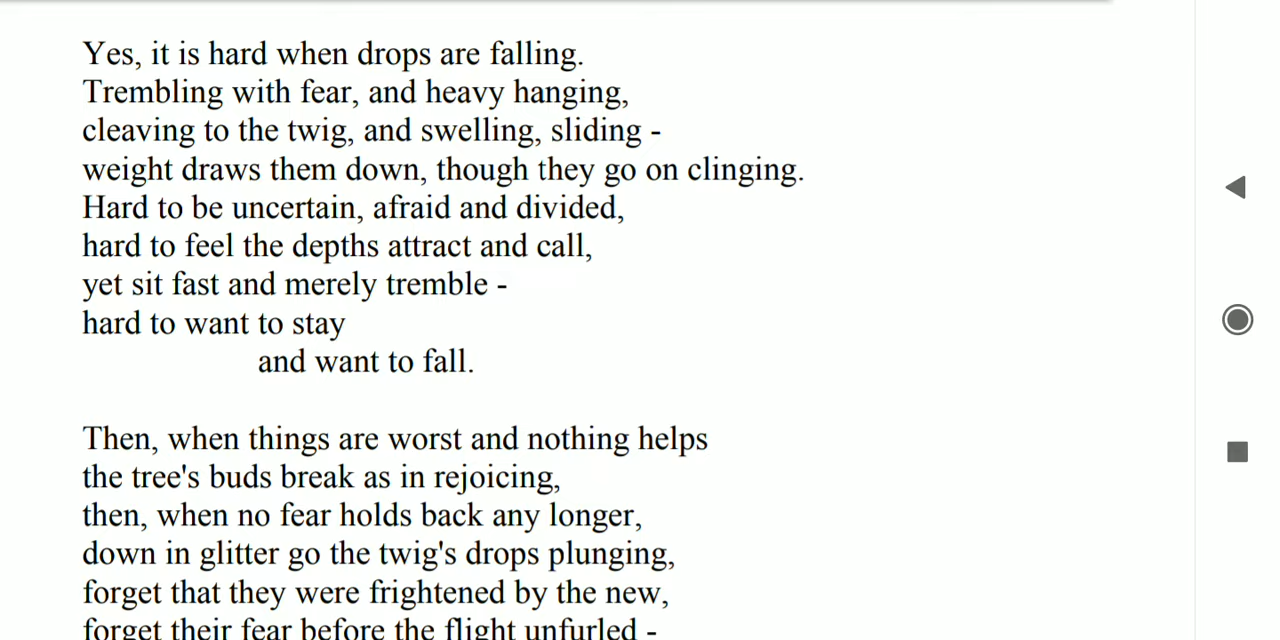 Yes, it is hard when drops are falling.
Trembling with fear, and heavy hanging,
cleaving to the twig, and swelling, sliding -
weight draws them down, though they go on clinging.
Hard to be uncertain, afraid and divided,
hard to feel the depths attract and call,
yet sit fast and merely tremble -
hard to want to stay
and want to fall.

Then, when things are worst and nothing helps
the tree's buds break as in rejoicing,
then, when no fear holds back any longer,
down in glitter go the twig's drops plunging,
forget that they were frightened by the new,
forget their fear before the flight unfurled -